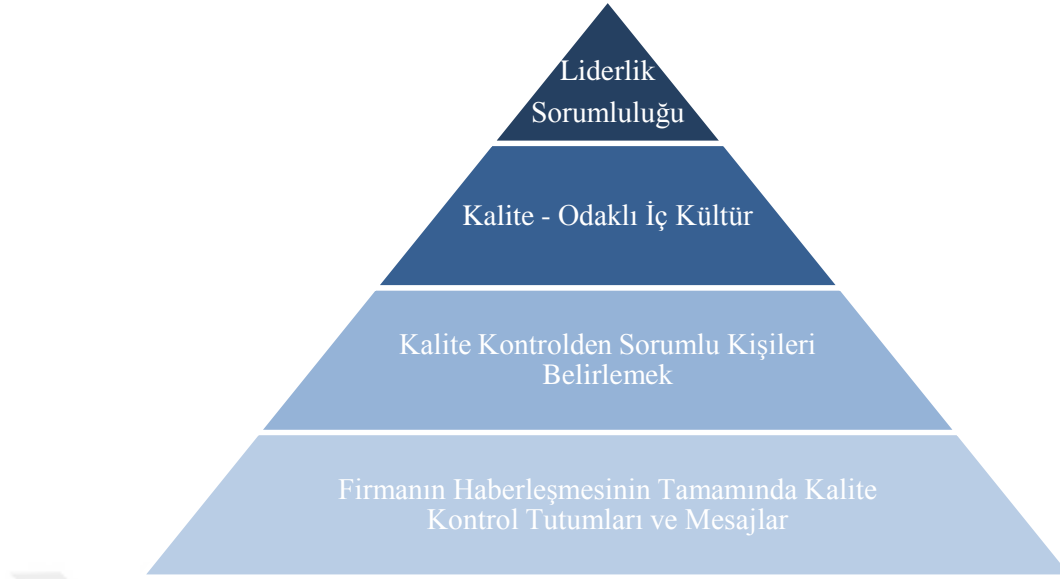 Liderlik
Sorumluluğu
Kalite - Odaklı İç Kültür
Kalite Kontrolden Sorumlu Kişileri
Belirlemek
Firmanın Haberleşmesinin Tamamında Kalite
Kontrol Tutumları ve Mesajlar